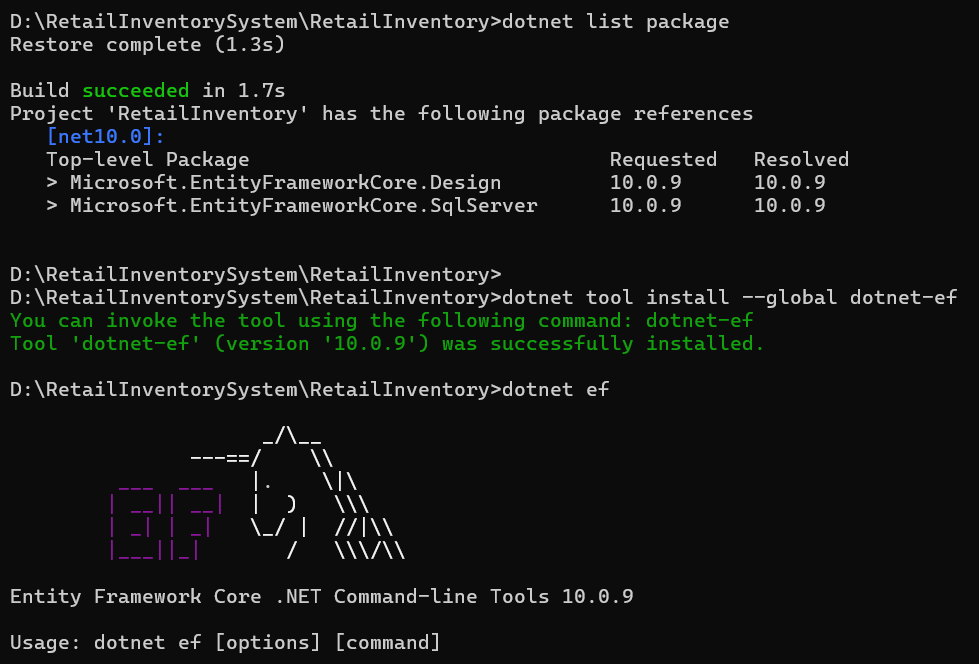 D:\RetailInventorySystem\RetailInventory>dotnet list package
Restore complete (1.3s)

Build succeeded in 1.7s
Project 'RetailInventory' has the following package references
   [net10.0]:
   Top-level Package                              Requested   Resolved
   > Microsoft.EntityFrameworkCore.Design         10.0.9      10.0.9
   > Microsoft.EntityFrameworkCore.SqlServer      10.0.9      10.0.9


D:\RetailInventorySystem\RetailInventory>
D:\RetailInventorySystem\RetailInventory>dotnet tool install --global dotnet-ef
You can invoke the tool using the following command: dotnet-ef
Tool 'dotnet-ef' (version '10.0.9') was successfully installed.

D:\RetailInventorySystem\RetailInventory>dotnet ef

                     _/\__
               ---==/    \\
         ___  ___   |.    \|\
        | __|| __|  |  )   \\\
        | _| | _|   \_/ |  //|\\
        |___||_|       /   \\\/\\

Entity Framework Core .NET Command-line Tools 10.0.9

Usage: dotnet ef [options] [command]